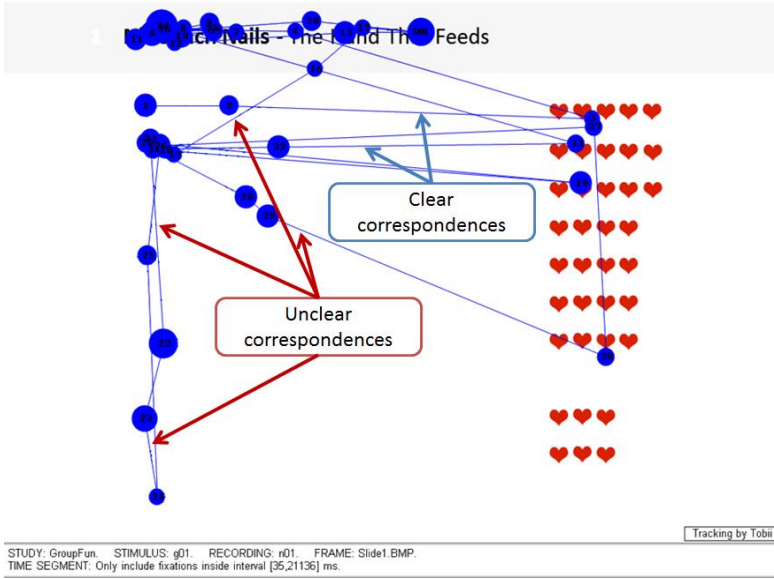 1 Nails - The Hand That Feeds
Clear
correspondences
Unclear
correspondences
22
Tracking by Tobii
STUDY: GroupFun. STIMULUS: g01. RECORDING: n01. FRAME: Slide1.BMP.
TIME SEGMENT: Only include fixations inside interval [35,21136] ms.